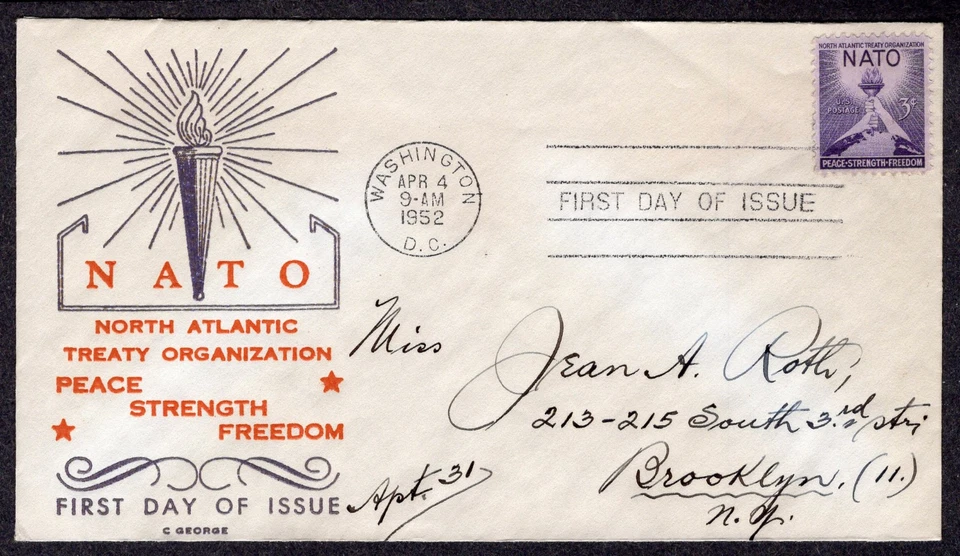 NATO
NORTH ATLANTIC
TREATY ORGANIZATION
PEACE
STRENGTH
FREEDOM
FIRST DAY OF ISSUE
C GEORGE
WASHINGTON
APR 4
9-AM
1952
D.C.
FIRST DAY OF ISSUE
NORTH ATLANTIC TREATY ORGANIZATION
NATO
U.S.
POSTAGE
3¢
PEACE·STRENGTH·FREEDOM
Miss Jean A. Roth,
213-215 South 3.rd str,
Apt. 31 Brooklyn. (11.)
N.Y.